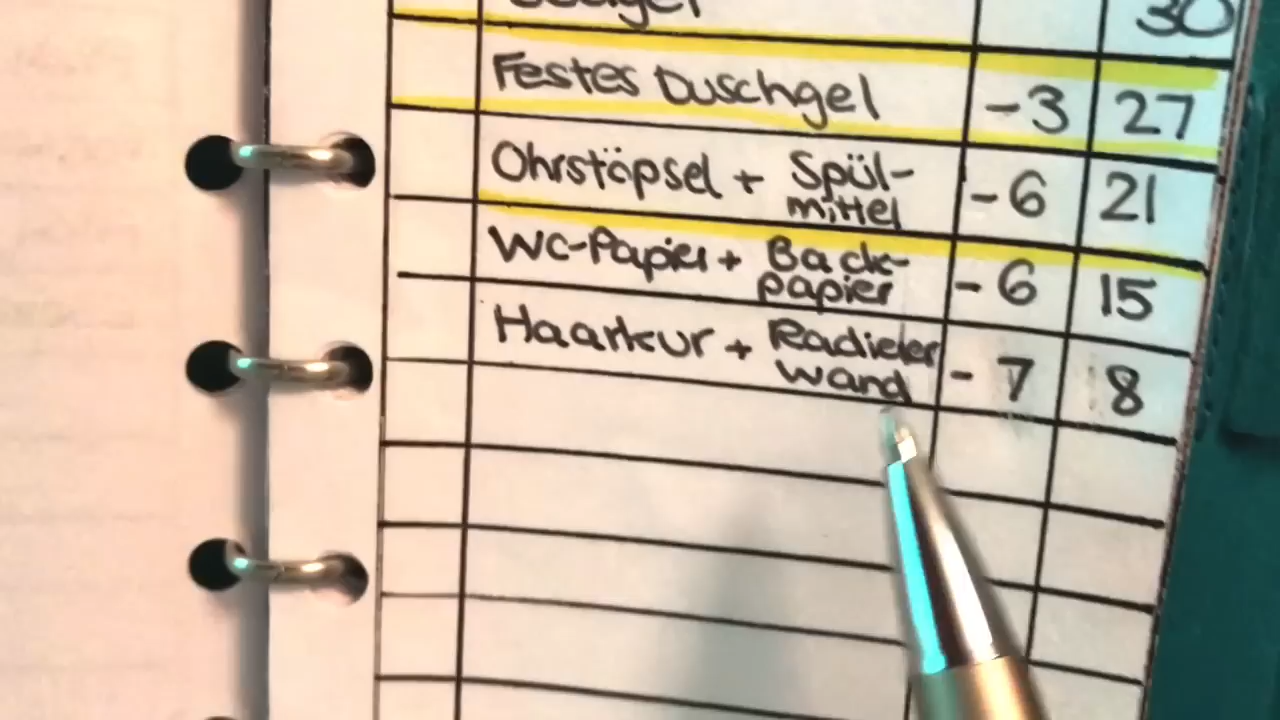 30
Festes Duschgel -3 27
Ohrstöpsel + Spül-
mittel -6 21
WC-Papier + Back-
papier -6 15
Haarkur + Radierer
wand -7 8